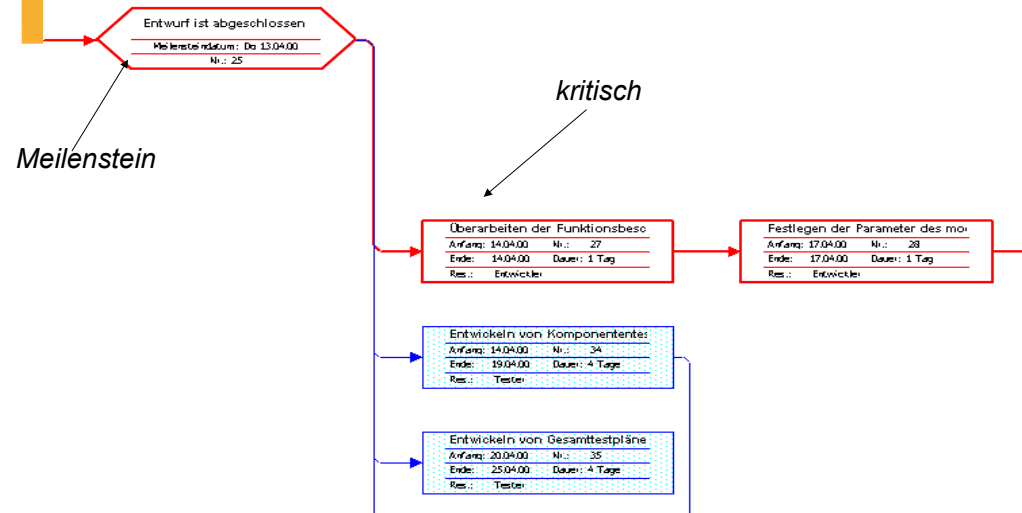 Entwurf ist abgeschlossen
Meilensteindatum: Do 13.04.00
Nr.: 25
kritisch
Meilenstein
Überarbeiten der Funktionsbesc
Anfang: 14.04.00 Nr.: 27
Ende: 14.04.00 Dauer: 1 Tag
Res.: Entwickler
Festlegen der Parameter des mo
Anfang: 17.04.00 Nr.: 28
Ende: 17.04.00 Dauer: 1 Tag
Res.: Entwickler
Entwickeln von Komponententes
Anfang: 14.04.00 Nr.: 34
Ende: 19.04.00 Dauer: 4 Tage
Res.: Tester
Entwickeln von Gesamttestpläne
Anfang: 20.04.00 Nr.: 35
Ende: 25.04.00 Dauer: 4 Tage
Res.: Tester